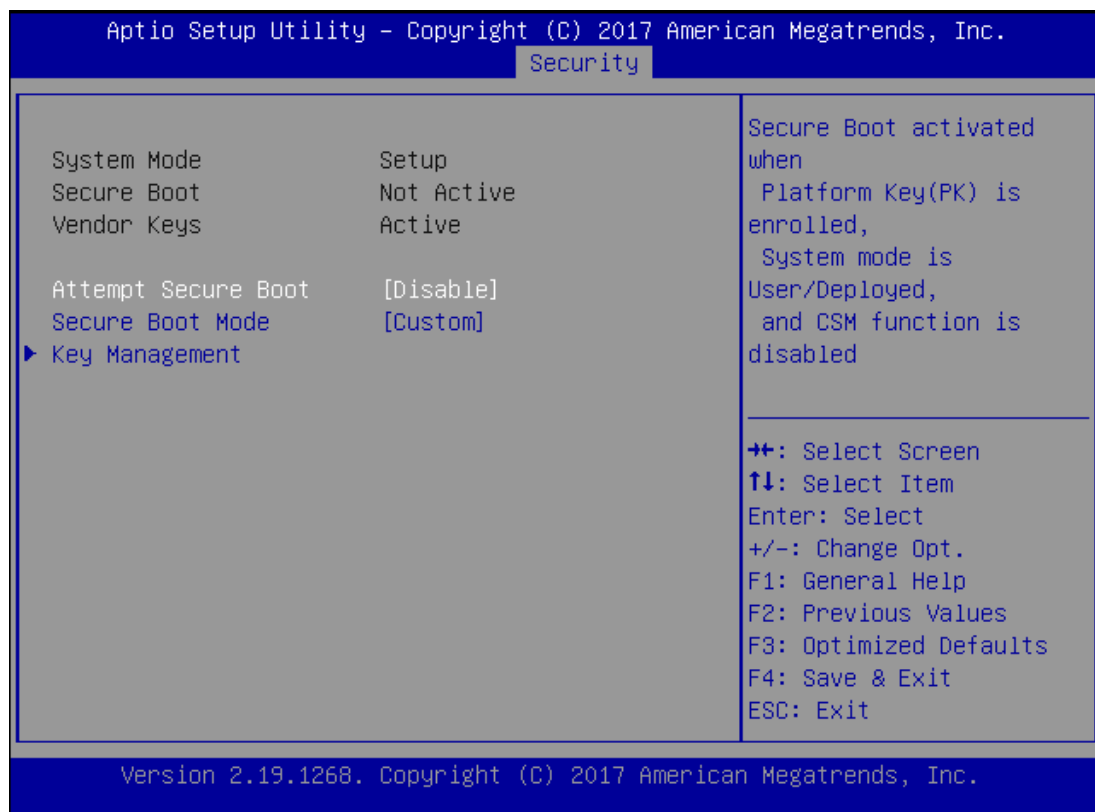 Aptio Setup Utility – Copyright (C) 2017 American Megatrends, Inc.
Security
System Mode Setup
Secure Boot Not Active
Vendor Keys Active
Attempt Secure Boot [Disable]
Secure Boot Mode [Custom]
▶ Key Management
Secure Boot activated
when
Platform Key(PK) is
enrolled,
System mode is
User/Deployed,
and CSM function is
disabled
→←: Select Screen
↑↓: Select Item
Enter: Select
+/-: Change Opt.
F1: General Help
F2: Previous Values
F3: Optimized Defaults
F4: Save & Exit
ESC: Exit
Version 2.19.1268. Copyright (C) 2017 American Megatrends, Inc.